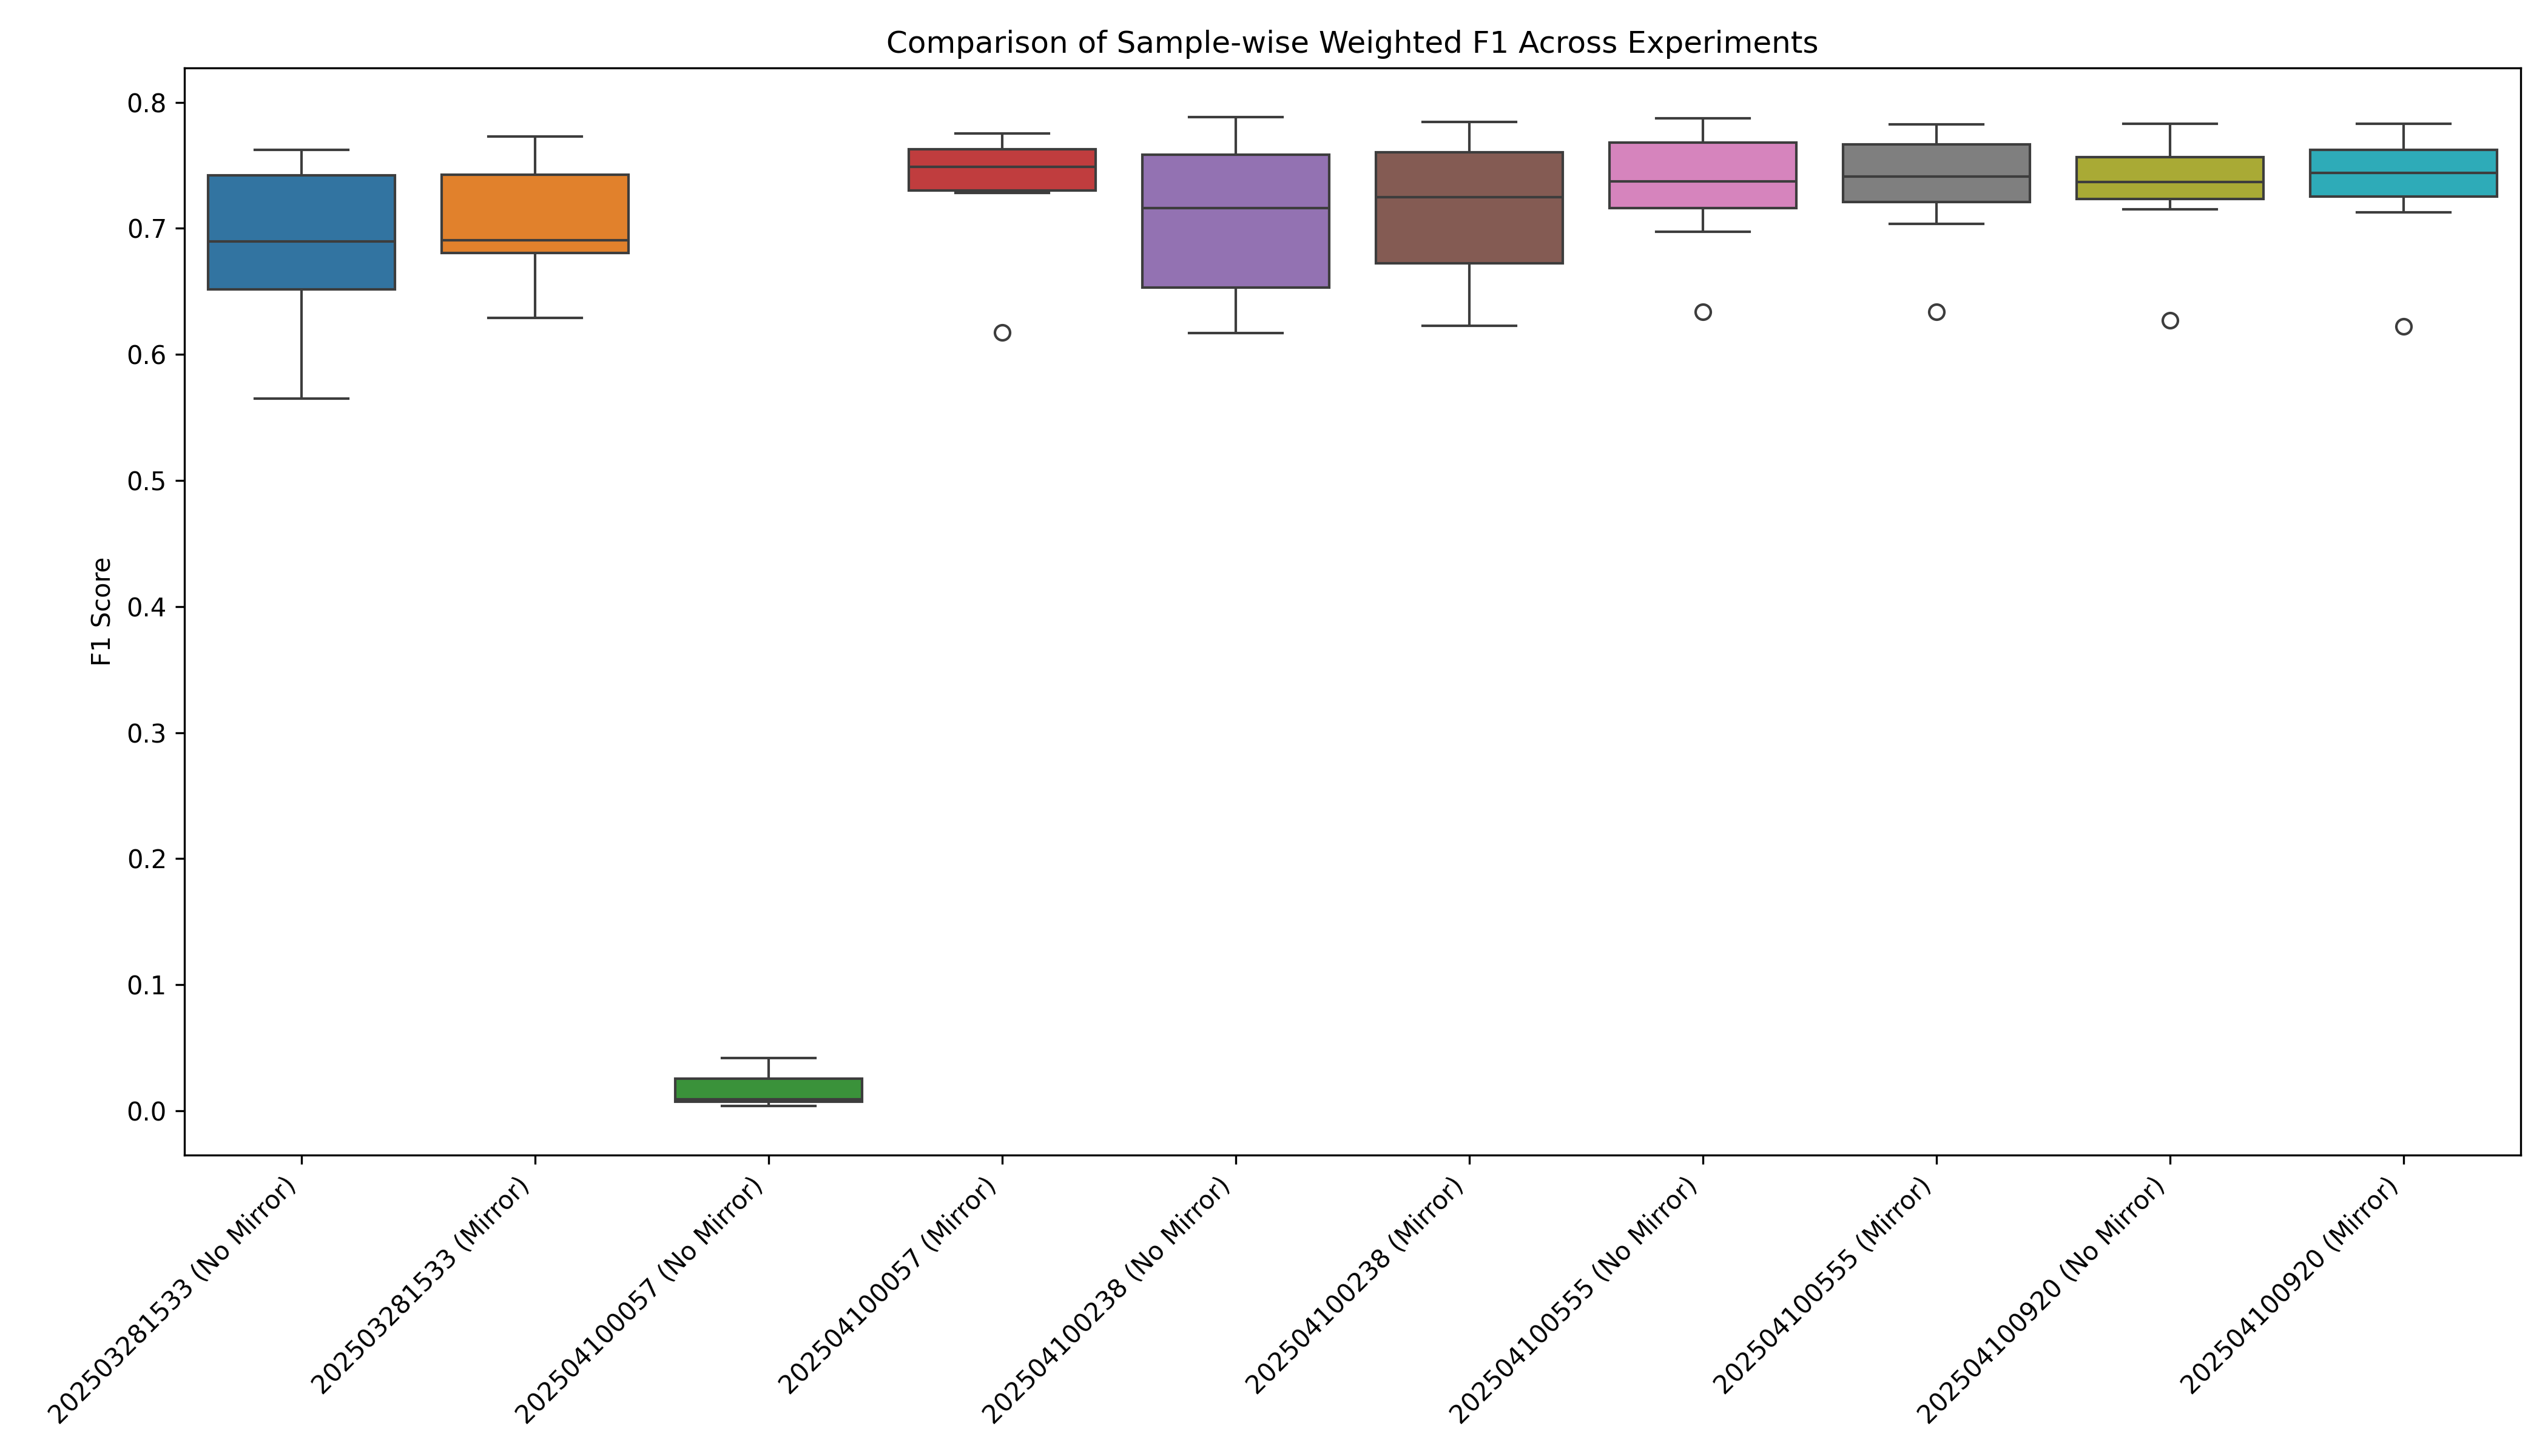 Comparison of Sample-wise Weighted F1 Across Experiments
F1 Score
0.8
0.7
0.6
0.5
0.4
0.3
0.2
0.1
0.0
202503281533 (No Mirror)
202503281533 (Mirror)
202504100057 (No Mirror)
202504100057 (Mirror)
202504100238 (No Mirror)
202504100238 (Mirror)
202504100555 (No Mirror)
202504100555 (Mirror)
202504100920 (No Mirror)
202504100920 (Mirror)